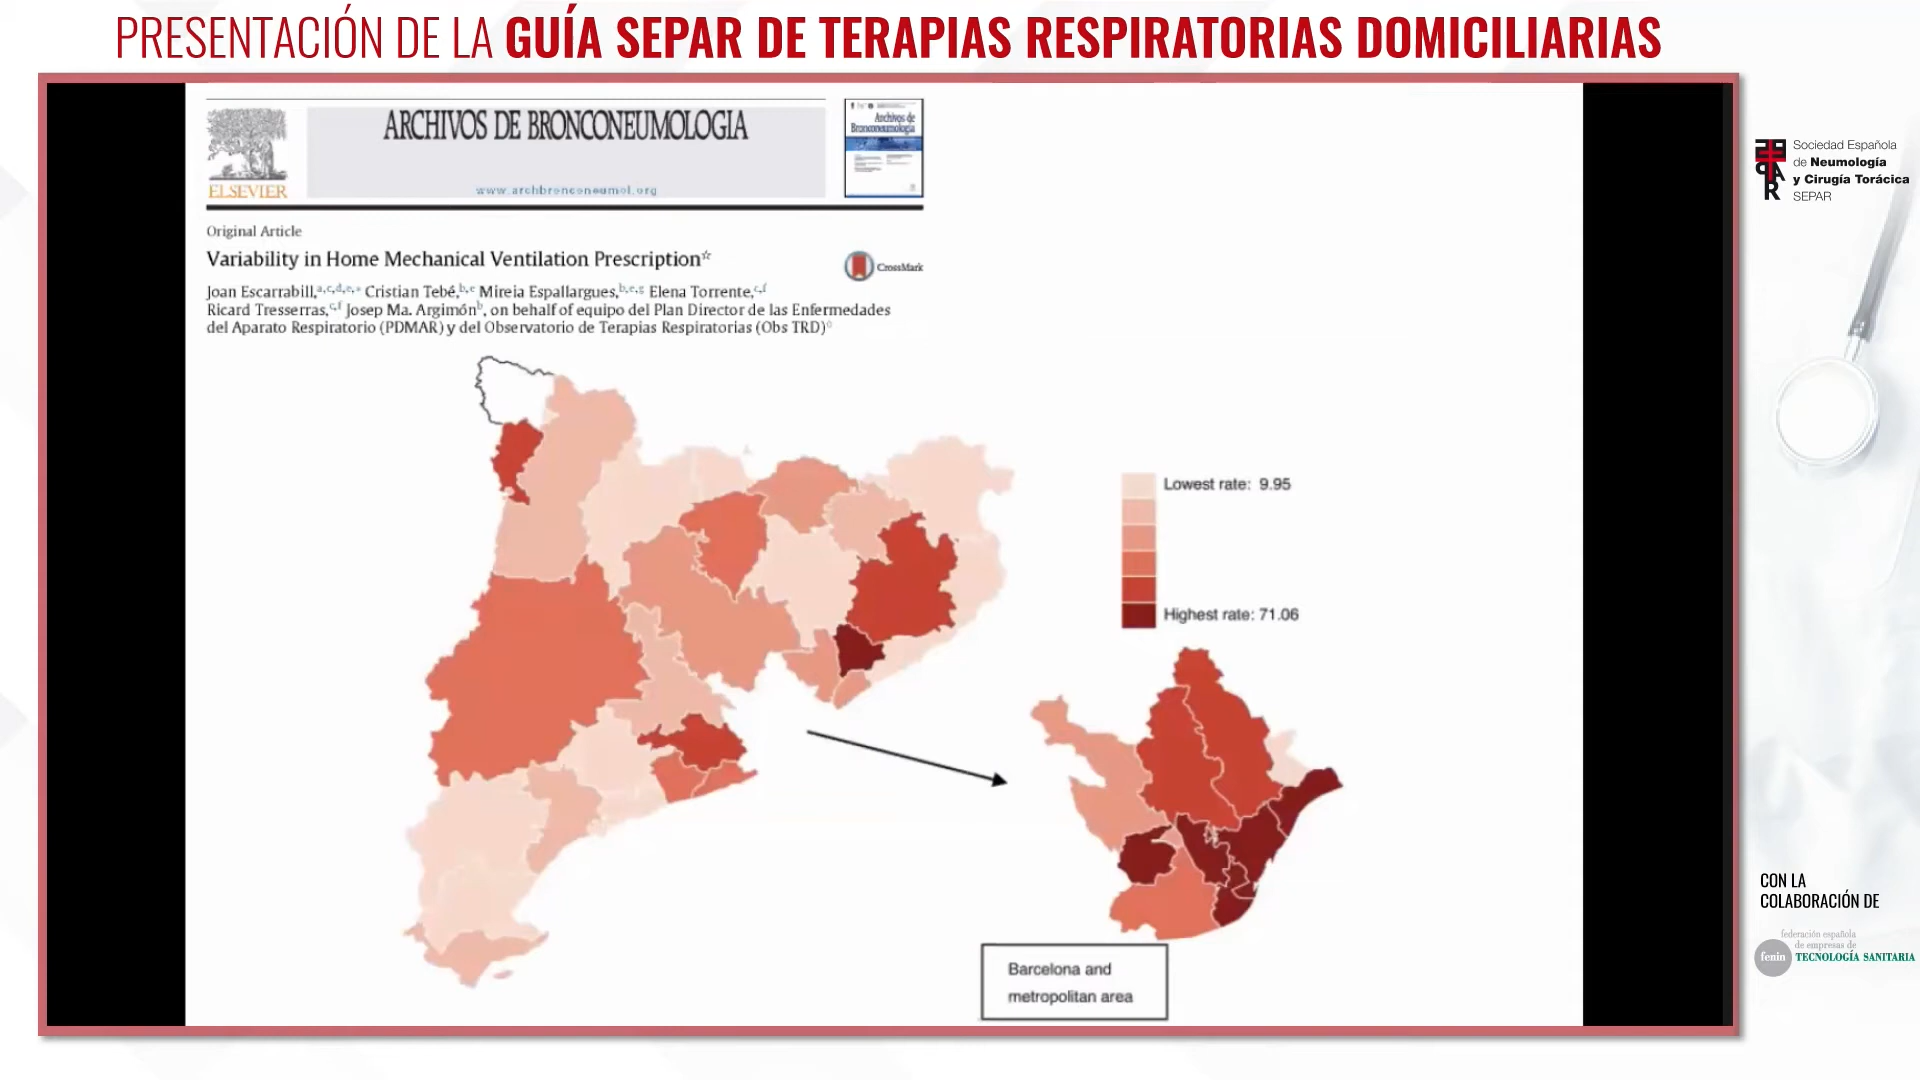 PRESENTACIÓN DE LA GUÍA SEPAR DE TERAPIAS RESPIRATORIAS DOMICILIARIAS
ARCHIVOS DE BRONCONEUMOLOGIA
www.archbronconeumol.org
ELSEVIER
Archivos de
Bronconeumología
Original Article
Variability in Home Mechanical Ventilation Prescription☆
CrossMark
Joan Escarrabill,a,c,d,e,* Cristian Tebé,b,e Mireia Espallargues,b,e,g Elena Torrente,c,f
Ricard Tresserras,c,f Josep Ma. Argimónb, on behalf of equipo del Plan Director de las Enfermedades
del Aparato Respiratorio (PDMAR) y del Observatorio de Terapias Respiratorias (Obs TRD)◊
Lowest rate: 9.95
Highest rate: 71.06
Barcelona and
metropolitan area
SEPAR
Sociedad Española
de Neumología
y Cirugía Torácica
SEPAR
CON LA
COLABORACIÓN DE
federación española
de empresas de
fenin TECNOLOGÍA SANITARIA